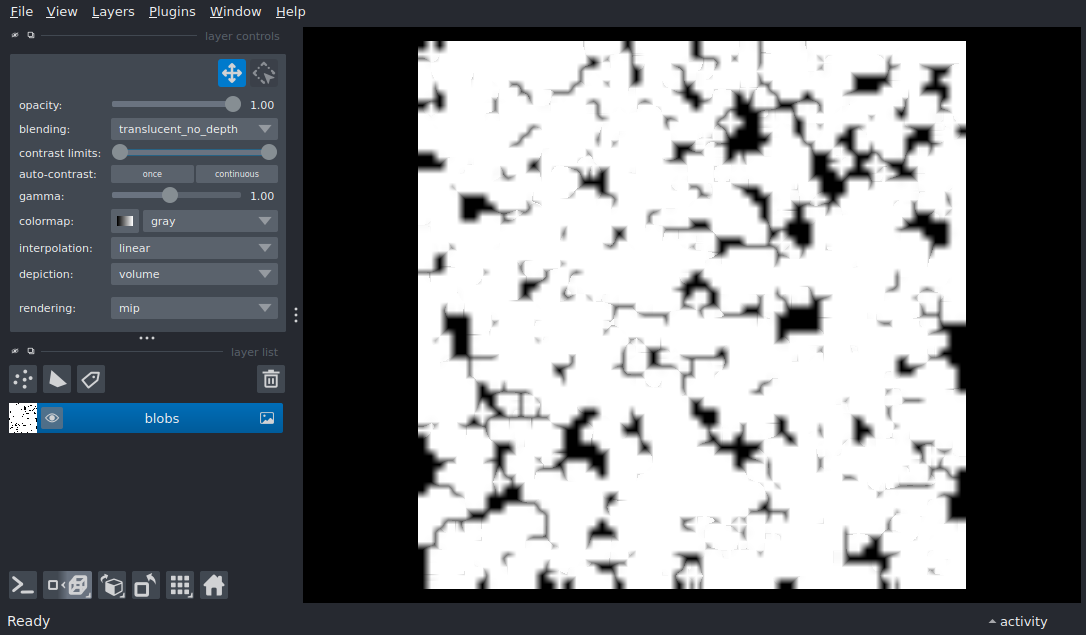 File View Layers Plugins Window Help
layer controls
opacity: 1.00
blending: translucent_no_depth
contrast limits:
auto-contrast: once continuous
gamma: 1.00
colormap: gray
interpolation: linear
depiction: volume
rendering: mip
layer list
blobs
Ready activity